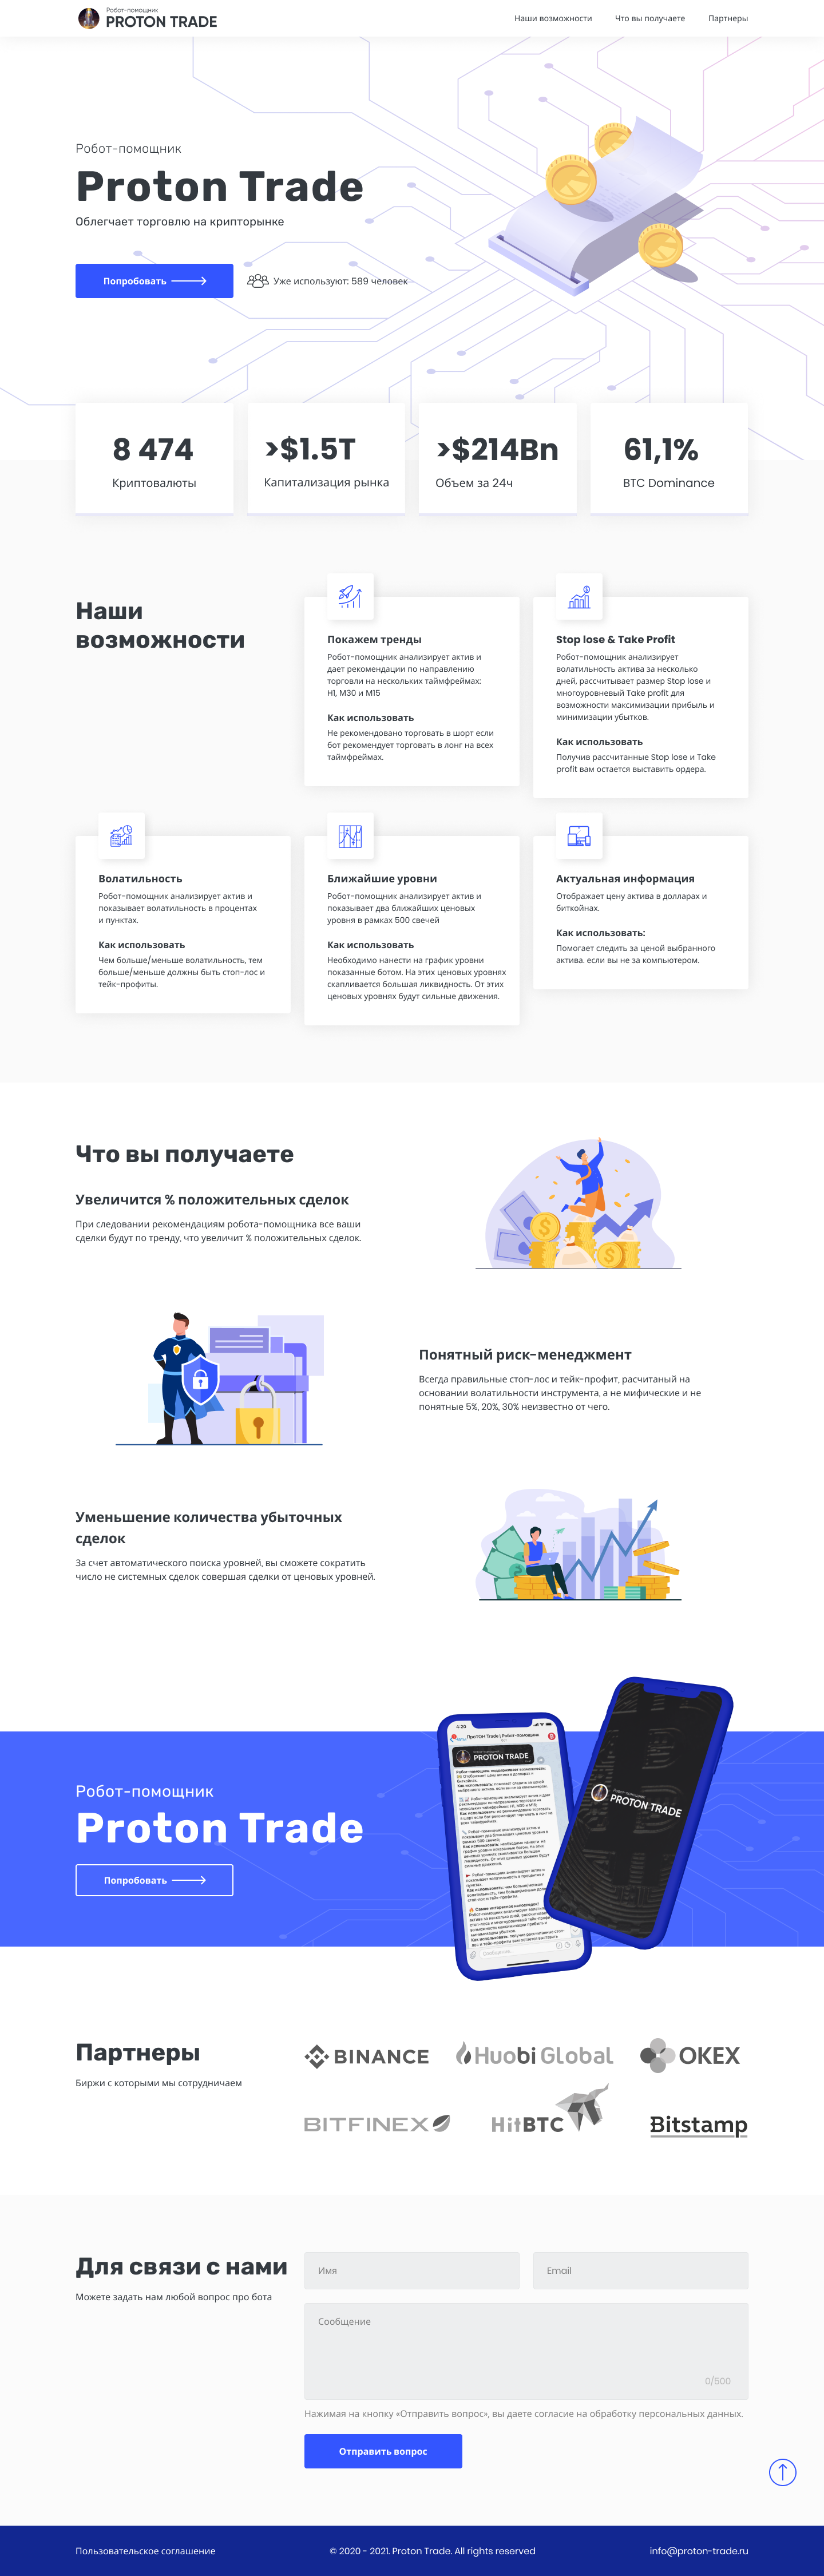 Робот-помощник
PROTON TRADE
Наши возможности
Что вы получаете
Партнеры
Робот-помощник
Proton Trade
Облегчает торговлю на крипторынке
Попробовать
Уже используют: 589 человек
8 474
Криптовалюты
>$1.5T
Капитализация рынка
>$214Bn
Объем за 24ч
61,1%
BTC Dominance
Наши
возможности
Покажем тренды
Робот-помощник анализирует актив и
дает рекомендации по направлению
торговли на нескольких таймфреймах:
H1, M30 и M15
Как использовать
Не рекомендовано торговать в шорт если
бот рекомендует торговать в лонг на всех
таймфреймах.
Stop lose & Take Profit
Робот-помощник анализирует
волатильность актива за несколько
дней, рассчитывает размер Stop lose и
многоуровневый Take profit для
возможности максимизации прибыль и
минимизации убытков.
Как использовать
Получив рассчитанные Stop lose и Take
profit вам остается выставить ордера.
Волатильность
Робот-помощник анализирует актив и
показывает волатильность в процентах
и пунктах.
Как использовать
Чем больше/меньше волатильность, тем
больше/меньше должны быть стоп-лос и
тейк-профиты.
Ближайшие уровни
Робот-помощник анализирует актив и
показывает два ближайших ценовых
уровня в рамках 500 свечей
Как использовать
Необходимо нанести на график уровни
показанные ботом. На этих ценовых уровнях
скапливается большая ликвидность. От этих
ценовых уровнях будут сильные движения.
Актуальная информация
Отображает цену актива в долларах и
биткойнах.
Как использовать:
Помогает следить за ценой выбранного
актива. если вы не за компьютером.
Что вы получаете
Увеличится % положительных сделок
При следовании рекомендациям робота-помощника все ваши
сделки будут по тренду, что увеличит % положительных сделок.
Понятный риск-менеджмент
Всегда правильные стоп-лос и тейк-профит, расчитаный на
основании волатильности инструмента, а не мифические и не
понятные 5%, 20%, 30% неизвестно от чего.
Уменьшение количества убыточных
сделок
За счет автоматического поиска уровней, вы сможете сократить
число не системных сделок совершая сделки от ценовых уровней.
Робот-помощник
Proton Trade
Попробовать
4:20
ПроТОН Trade | Робот-помощник
PROTON TRADE
PROTON TRADE
Партнеры
Биржи с которыми мы сотрудничаем
BINANCE
Huobi Global
OKEX
BITFINEX
HitBTC
Bitstamp
Для связи с нами
Можете задать нам любой вопрос про бота
Имя
Email
Сообщение
0/500
Нажимая на кнопку «Отправить вопрос», вы даете согласие на обработку персональных данных.
Отправить вопрос
Пользовательское соглашение
© 2020 - 2021. Proton Trade. All rights reserved
info@proton-trade.ru